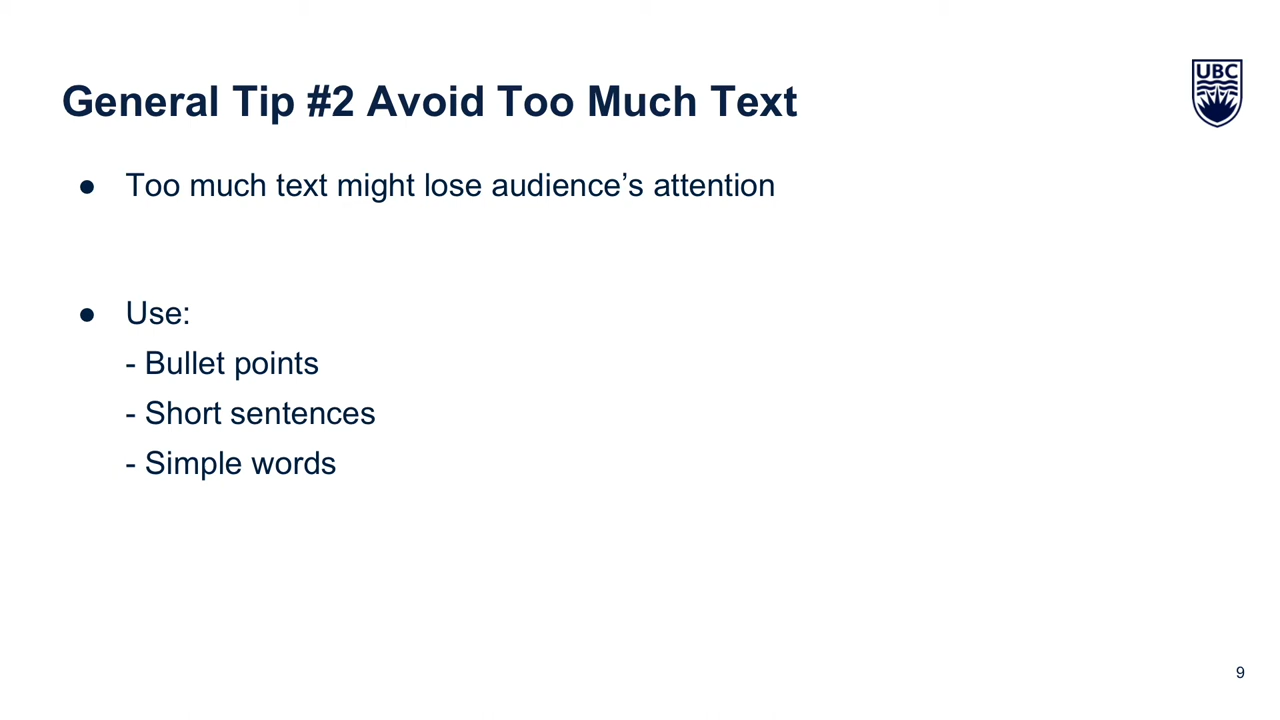 UBC
General Tip #2 Avoid Too Much Text
● Too much text might lose audience’s attention
● Use:
- Bullet points
- Short sentences
- Simple words
9